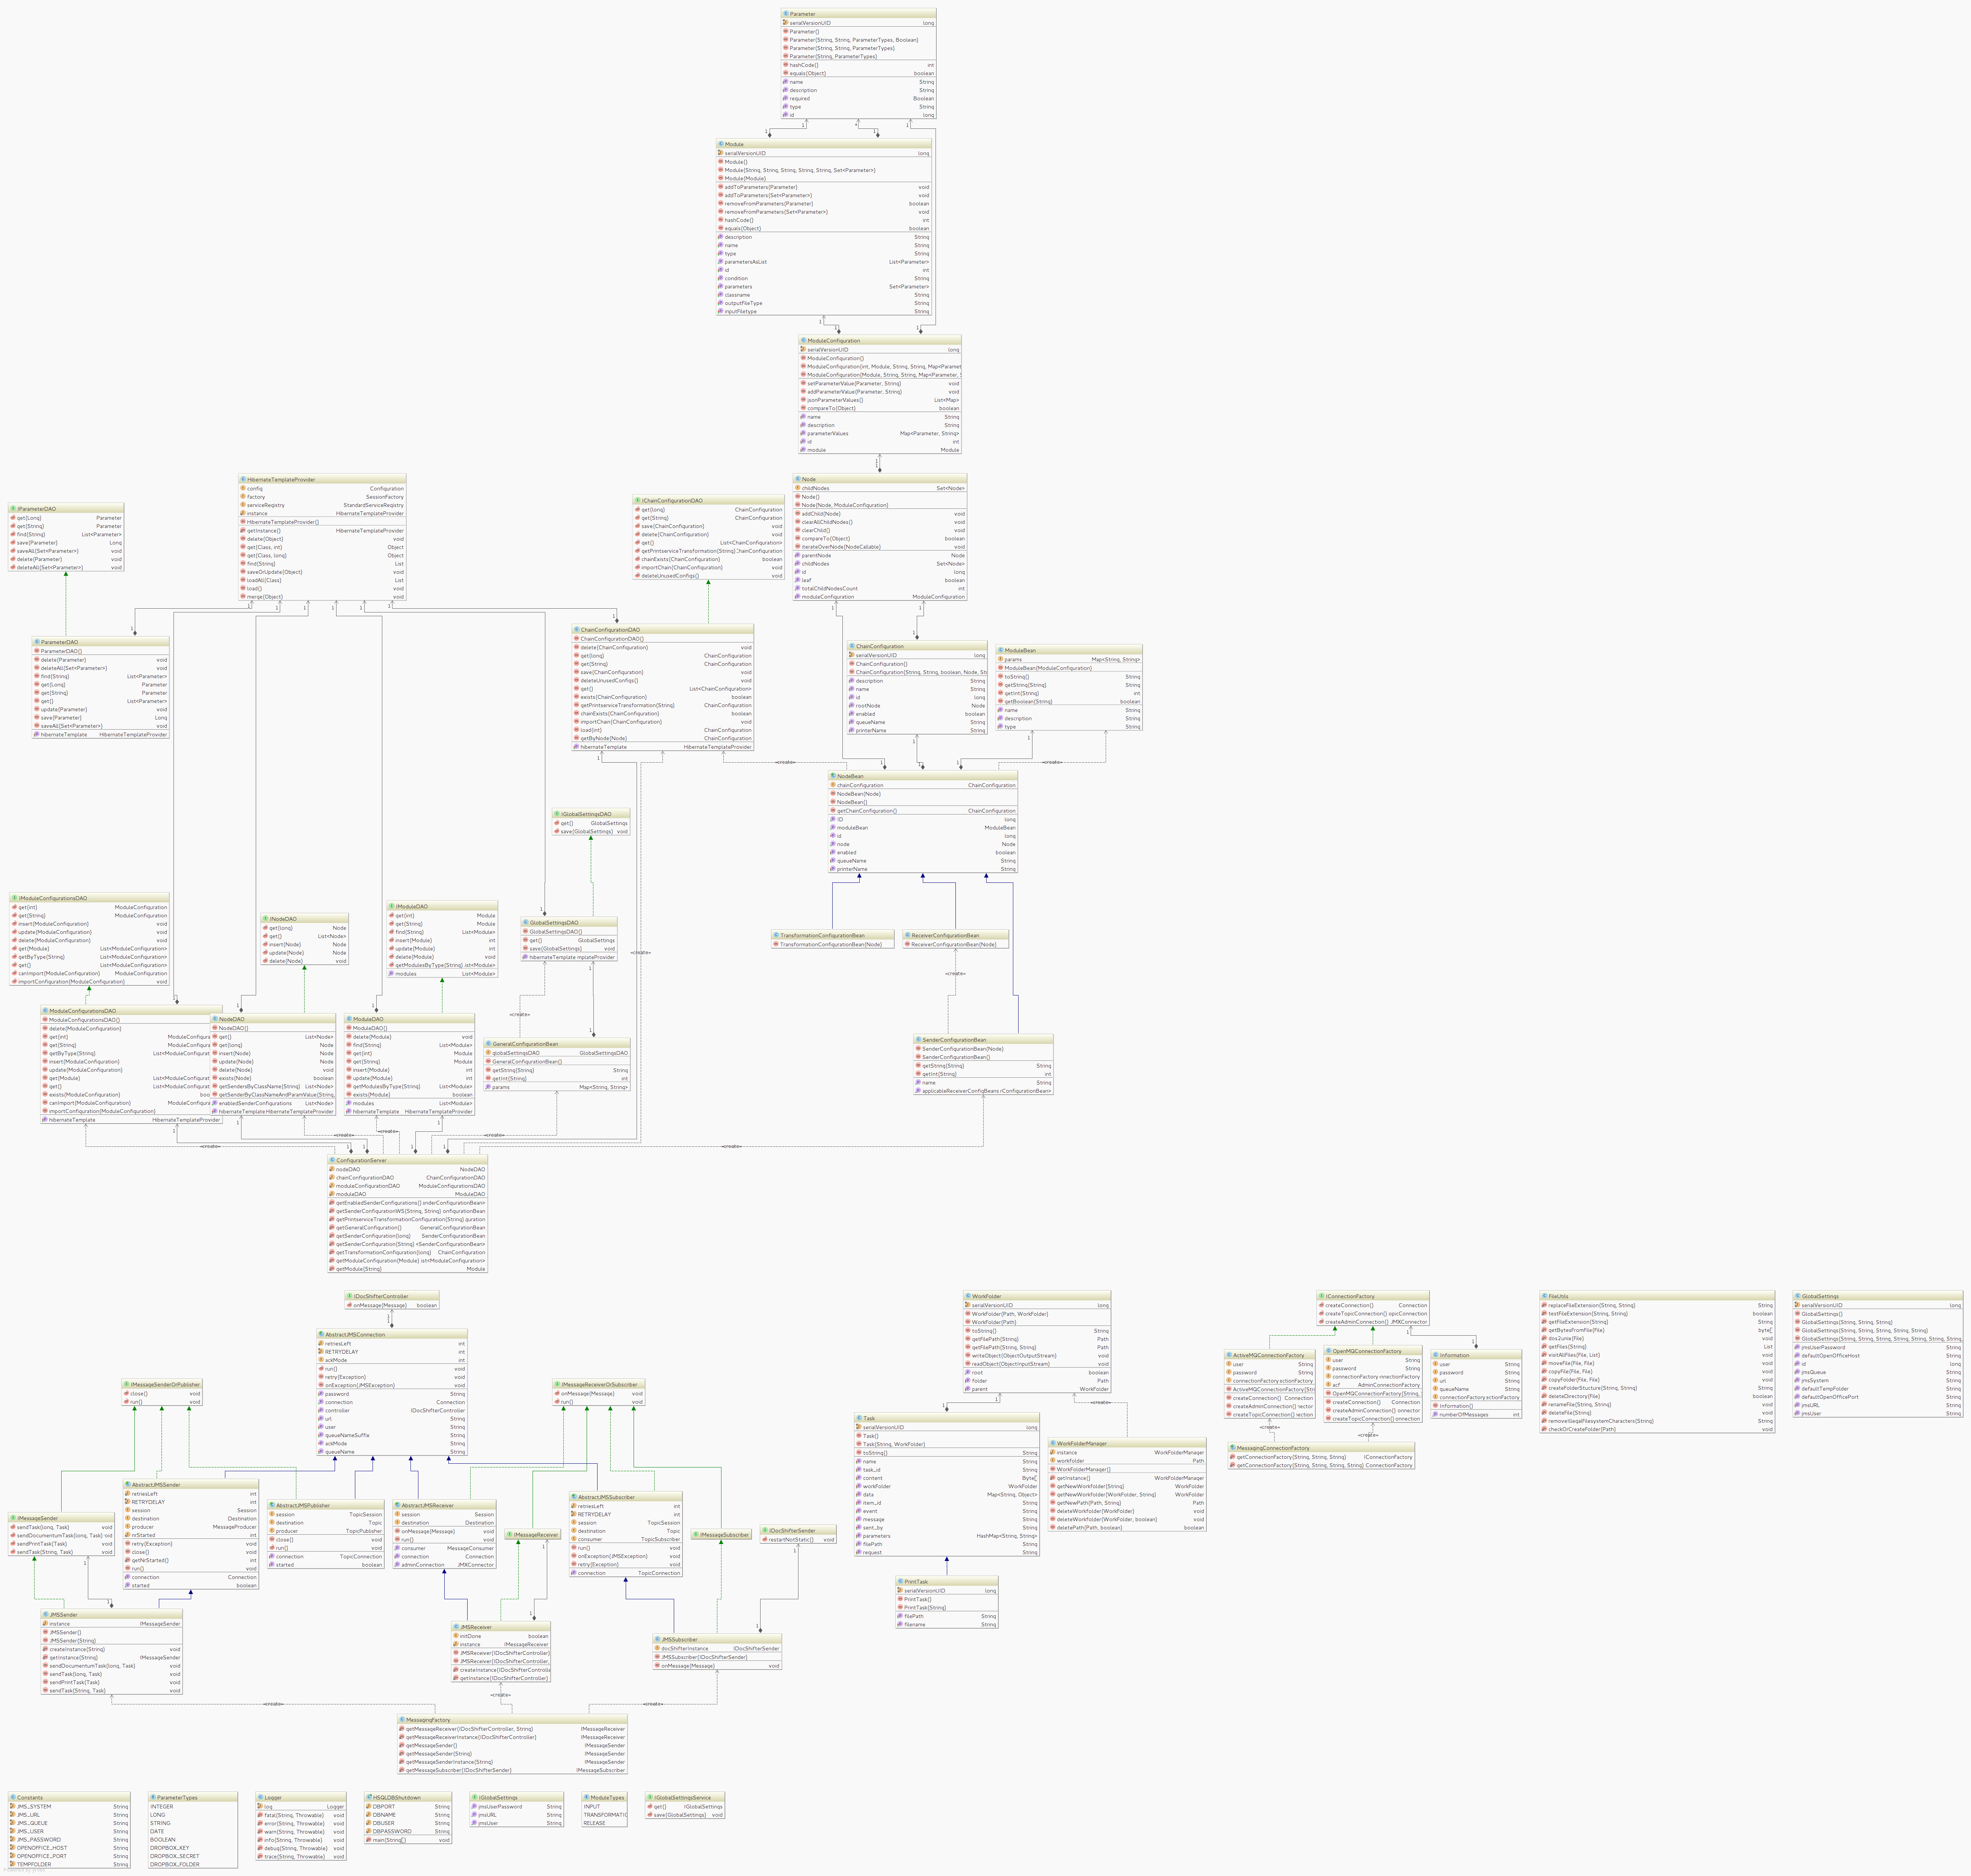 Parameter
serialVersionUID long
Parameter()
Parameter(String, String, ParameterTypes, Boolean)
Parameter(String, String, ParameterTypes)
Parameter(String, ParameterTypes)
hashCode() int
equals(Object) boolean
name String
description String
required Boolean
type String
id long
Module
serialVersionUID long
Module()
Module(String, String, String, String, String, Set<Parameter>)
Module(Module)
addToParameters(Parameter) void
addToParameters(Set<Parameter>) void
removeFromParameters(Parameter) boolean
removeFromParameters(Set<Parameter>) void
hashCode() int
equals(Object) boolean
description String
name String
type String
parametersAsList List<Parameter>
id int
condition String
parameters Set<Parameter>
classname String
outputFileType String
inputFiletype String
ModuleConfiguration
serialVersionUID long
ModuleConfiguration()
ModuleConfiguration(int, Module, String, String, Map<Paramet
ModuleConfiguration(Module, String, String, Map<Parameter, S
setParameterValue(Parameter, String) void
addParameterValue(Parameter, String) void
jsonParameterValues() List<Map>
compareTo(Object) boolean
name String
description String
parameterValues Map<Parameter, String>
id int
module Module
HibernateTemplateProvider
config Configuration
factory SessionFactory
serviceRegistry StandardServiceRegistry
instance HibernateTemplateProvider
HibernateTemplateProvider()
getInstance() HibernateTemplateProvider
delete(Object) void
get(Class, int) Object
get(Class, long) Object
find(String) List
saveOrUpdate(Object) void
loadAll(Class) List
load() void
merge(Object) void
Node
childNodes Set<Node>
Node()
Node(Node, ModuleConfiguration)
addChild(Node) void
clearAllChildNodes() void
clearChild() void
compareTo(Object) boolean
iterateOverNode(NodeCallable) void
parentNode Node
childNodes Set<Node>
id long
leaf boolean
totalChildNodesCount int
moduleConfiguration ModuleConfiguration
IChainConfigurationDAO
get(long) ChainConfiguration
get(String) ChainConfiguration
save(ChainConfiguration) void
delete(ChainConfiguration) void
get() List<ChainConfiguration>
getPrintserviceTransformation(String) ChainConfiguration
chainExists(ChainConfiguration) boolean
importChain(ChainConfiguration) void
deleteUnusedConfigs() void
IParameterDAO
get(Long) Parameter
get(String) Parameter
find(String) List<Parameter>
save(Parameter) Long
saveAll(Set<Parameter>) void
delete(Parameter) void
deleteAll(Set<Parameter>) void
ParameterDAO
ParameterDAO()
delete(Parameter) void
deleteAll(Set<Parameter>) void
find(String) List<Parameter>
get(Long) Parameter
get(String) Parameter
get() List<Parameter>
update(Parameter) void
save(Parameter) Long
saveAll(Set<Parameter>) void
hibernateTemplate HibernateTemplateProvider
ChainConfigurationDAO
ChainConfigurationDAO()
delete(ChainConfiguration) void
get(long) ChainConfiguration
get(String) ChainConfiguration
save(ChainConfiguration) void
deleteUnusedConfigs() void
get() List<ChainConfiguration>
exists(ChainConfiguration) boolean
getPrintserviceTransformation(String) ChainConfiguration
chainExists(ChainConfiguration) boolean
importChain(ChainConfiguration) void
load(int) ChainConfiguration
getByNode(Node) ChainConfiguration
hibernateTemplate HibernateTemplateProvider
ChainConfiguration
serialVersionUID long
ChainConfiguration()
ChainConfiguration(String, String, boolean, Node, Str
description String
name String
id long
rootNode Node
enabled boolean
queueName String
printerName String
ModuleBean
params Map<String, String>
ModuleBean(ModuleConfiguration)
toString() String
getString(String) String
getInt(String) int
getBoolean(String) boolean
name String
description String
type String
«create»
«create»
NodeBean
chainConfiguration ChainConfiguration
NodeBean(Node)
NodeBean()
getChainConfiguration() ChainConfiguration
ID long
moduleBean ModuleBean
id long
node Node
enabled boolean
queueName String
printerName String
IGlobalSettingsDAO
get() GlobalSettings
save(GlobalSettings) void
IModuleConfigurationsDAO
get(int) ModuleConfiguration
get(String) ModuleConfiguration
insert(ModuleConfiguration) void
update(ModuleConfiguration) void
delete(ModuleConfiguration) void
get(Module) List<ModuleConfiguration>
getByType(String) List<ModuleConfiguration>
get() List<ModuleConfiguration>
canImport(ModuleConfiguration) ModuleConfiguration
importConfiguration(ModuleConfiguration) void
INodeDAO
get(long) Node
get() List<Node>
insert(Node) Node
update(Node) Node
delete(Node) void
IModuleDAO
get(int) Module
get(String) Module
find(String) List<Module>
insert(Module) int
update(Module) int
delete(Module) void
getModulesByType(String) ist<Module>
modules List<Module>
GlobalSettingsDAO
GlobalSettingsDAO()
get() GlobalSettings
save(GlobalSettings) void
hibernateTemplate mplateProvider
TransformationConfigurationBean
TransformationConfigurationBean(Node)
ReceiverConfigurationBean
ReceiverConfigurationBean(Node)
«create»
«create»
«create»
ModuleConfigurationsDAO
ModuleConfigurationsDAO()
delete(ModuleConfiguration)
get(int) ModuleConfigura
get(String) ModuleConfigura
getByType(String) List<ModuleConfigurat
insert(ModuleConfiguration)
update(ModuleConfiguration)
get(Module) List<ModuleConfigurat
get() List<ModuleConfigurat
exists(ModuleConfiguration) boo
canImport(ModuleConfiguration) ModuleConfigura
importConfiguration(ModuleConfiguration)
hibernateTemplate HibernateTemplateProvider
NodeDAO
NodeDAO()
get() List<Node>
get(long) Node
insert(Node) Node
update(Node) Node
delete(Node) void
exists(Node) boolean
getSendersByClassName(String) List<Node>
getSenderByClassNameAndParamValue(String,
enabledSenderConfigurations List<Node>
hibernateTemplate HibernateTemplateProvider
ModuleDAO
ModuleDAO()
delete(Module) void
find(String) List<Module>
get(int) Module
get(String) Module
insert(Module) int
update(Module) int
getModulesByType(String) List<Module>
exists(Module) boolean
modules List<Module>
hibernateTemplate HibernateTemplateProvider
GeneralConfigurationBean
globalSettingsDAO GlobalSettingsDAO
GeneralConfigurationBean()
getString(String) String
getInt(String) int
params Map<String, String>
SenderConfigurationBean
SenderConfigurationBean(Node)
SenderConfigurationBean()
getString(String) String
getInt(String) int
name String
applicableReceiverConfigBeans rConfigurationBean>
«create»
«create»
«create»
«create»
«create»
ConfigurationServer
nodeDAO NodeDAO
chainConfigurationDAO ChainConfigurationDAO
moduleConfigurationDAO ModuleConfigurationsDAO
moduleDAO ModuleDAO
getEnabledSenderConfigurations() enderConfigurationBean>
getSenderConfigurationWS(String, String) onfigurationBean
getPrintserviceTransformationConfiguration(String) guration
getGeneralConfiguration() GeneralConfigurationBean
getSenderConfiguration(long) SenderConfigurationBean
getSenderConfiguration(String) <SenderConfigurationBean>
getTransformationConfiguration(long) ChainConfiguration
getModuleConfiguration(Module) ist<ModuleConfiguration>
getModule(String) Module
IDocShifterController
onMessage(Message) boolean
AbstractJMSConnection
retriesLeft int
RETRYDELAY int
ackMode int
run() void
retry(Exception) void
onException(JMSException) void
password String
connection Connection
controller IDocShifterController
url String
user String
queueNameSuffix String
ackMode String
queueName String
IMessageSenderOrPublisher
close() void
run() void
IMessageReceiverOrSubscriber
onMessage(Message) void
run() void
WorkFolder
serialVersionUID long
WorkFolder(Path, WorkFolder)
WorkFolder(Path)
toString() String
getFilePath(String) Path
getFilePath(String, String) Path
writeObject(ObjectOutputStream) void
readObject(ObjectInputStream) void
root boolean
folder Path
parent WorkFolder
IConnectionFactory
createConnection() Connection
createTopicConnection() opicConnection
createAdminConnection() JMXConnector
ActiveMQConnectionFactory
user String
password String
connectionFactory ectionFactory
ActiveMQConnectionFactory(Stri
createConnection() Connection
createAdminConnection() nector
createTopicConnection() nection
OpenMQConnectionFactory
user String
password String
connectionFactory nnectionFactory
acf AdminConnectionFactory
OpenMQConnectionFactory(String,
createConnection() Connection
createAdminConnection() onnector
createTopicConnection() onnection
Information
user String
password String
url String
queueName String
connectionFactory ectionFactory
Information()
numberOfMessages int
«create»
«create»
MessagingConnectionFactory
getConnectionFactory(String, String, String) IConnectionFactory
getConnectionFactory(String, String, String, String) ConnectionFactory
FileUtils
replaceFileExtension(String, String) String
testFileExtension(String, String) boolean
getFileExtension(String) String
getBytesFromFile(File) byte[]
dos2unix(File) void
getFiles(String) List
visitAllFiles(File, List) void
moveFile(File, File) void
copyFile(File, File) void
copyFolder(File, File) void
createFolderStructure(String, String) String
deleteDirectory(File) boolean
renameFile(String, String) void
deleteFile(String) void
removeIllegalFilesystemCharacters(String) String
checkOrCreateFolder(Path) void
GlobalSettings
serialVersionUID long
GlobalSettings()
GlobalSettings(String, String, String)
GlobalSettings(String, String, String, String, String)
GlobalSettings(String, String, String, String, String, String, String,
jmsUserPassword String
defaultOpenOfficeHost String
id long
jmsQueue String
jmsSystem String
defaultTempFolder String
defaultOpenOfficePort String
jmsURL String
jmsUser String
Task
serialVersionUID long
Task()
Task(String, WorkFolder)
toString() String
name String
task_id String
content Byte[]
workfolder WorkFolder
data Map<String, Object>
item_id String
event String
message String
sent_by String
parameters HashMap<String, String>
filePath String
request String
WorkFolderManager
instance WorkFolderManager
workfolder Path
WorkFolderManager()
getInstance() WorkFolderManager
getNewWorkfolder(String) WorkFolder
getNewWorkfolder(WorkFolder, String) WorkFolder
getNewPath(Path, String) Path
deleteWorkfolder(WorkFolder) void
deleteWorkfolder(WorkFolder, boolean) void
deletePath(Path, boolean) boolean
«create»
PrintTask
serialVersionUID long
PrintTask()
PrintTask(String)
filePath String
filename String
IMessageSender
sendTask(long, Task) void
sendDocumentumTask(long, Task) oid
sendPrintTask(Task) void
sendTask(String, Task) void
AbstractJMSSender
retriesLeft int
RETRYDELAY int
session Session
destination Destination
producer MessageProducer
nrStarted int
retry(Exception) void
close() void
getNrStarted() int
run() void
connection Connection
started boolean
AbstractJMSPublisher
session TopicSession
destination Topic
producer TopicPublisher
close() void
run() void
connection TopicConnection
started boolean
AbstractJMSReceiver
session Session
destination Destination
onMessage(Message) void
run() void
consumer MessageConsumer
connection Connection
adminConnection JMXConnector
IMessageReceiver
AbstractJMSSubscriber
retriesLeft int
RETRYDELAY int
session TopicSession
destination Topic
consumer TopicSubscriber
run() void
onException(JMSException) void
retry(Exception) void
connection TopicConnection
IMessageSubscriber
IDocShifterSender
restartNotStatic() void
JMSSender
instance IMessageSender
JMSSender()
JMSSender(String)
createInstance(String) void
getInstance(String) IMessageSender
sendDocumentumTask(long, Task) void
sendTask(long, Task) void
sendPrintTask(Task) void
sendTask(String, Task) void
JMSReceiver
initDone boolean
instance IMessageReceiver
JMSReceiver(IDocShifterController)
JMSReceiver(IDocShifterController,
createInstance(IDocShifterControlle
getInstance(IDocShifterController)
JMSSubscriber
docShifterInstance IDocShifterSender
JMSSubscriber(IDocShifterSender)
onMessage(Message) void
«create»
«create»
«create»
MessagingFactory
getMessageReceiver(IDocShifterController, String) IMessageReceiver
getMessageReceiverInstance(IDocShifterController) IMessageReceiver
getMessageSender() IMessageSender
getMessageSender(String) IMessageSender
getMessageSenderInstance(String) IMessageSender
getMessageSubscriber(IDocShifterSender) IMessageSubscriber
Constants
JMS_SYSTEM String
JMS_URL String
JMS_QUEUE String
JMS_USER String
JMS_PASSWORD String
OPENOFFICE_HOST String
OPENOFFICE_PORT String
TEMPFOLDER String
ParameterTypes
INTEGER
LONG
STRING
DATE
BOOLEAN
DROPBOX_KEY
DROPBOX_SECRET
DROPBOX_FOLDER
Logger
log Logger
fatal(String, Throwable) void
error(String, Throwable) void
warn(String, Throwable) void
info(String, Throwable) void
debug(String, Throwable) void
trace(String, Throwable) void
HSQLDBShutdown
DBPORT String
DBNAME String
DBUSER String
DBPASSWORD String
main(String[]) void
IGlobalSettings
jmsUserPassword String
jmsURL String
jmsUser String
ModuleTypes
INPUT
TRANSFORMATIO
RELEASE
IGlobalSettingsService
get() IGlobalSettings
save(GlobalSettings) void
Powered by yFiles